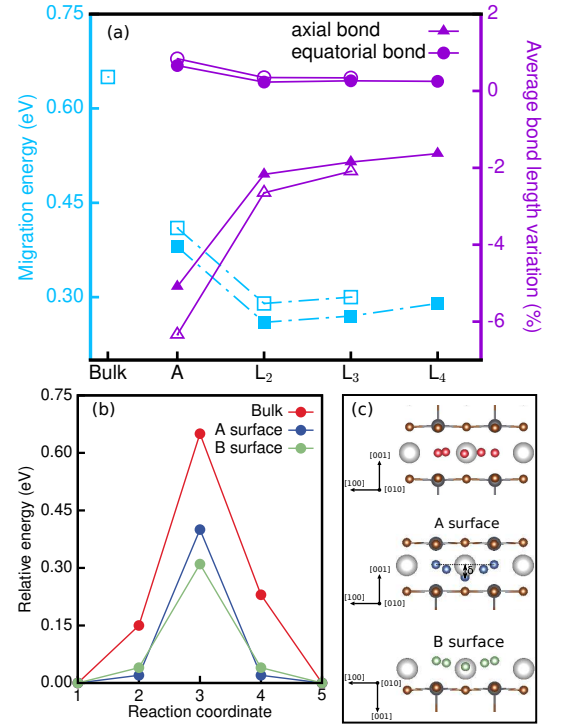 (a)
axial bond
equatorial bond
Migration energy (eV)
0.75
0.60
0.45
0.30
2
0
-2
-4
-6
Average bond length variation (%)
Bulk A L₂ L₃ L₄
(b)
Bulk
A surface
B surface
Relative energy (eV)
0.75
0.60
0.45
0.30
0.15
0.00
1 2 3 4 5
Reaction coordinate
(c)
[001]
[100]
[010]
A surface
δ
[001]
[100]
[010]
B surface
[100]
[010]
[001]